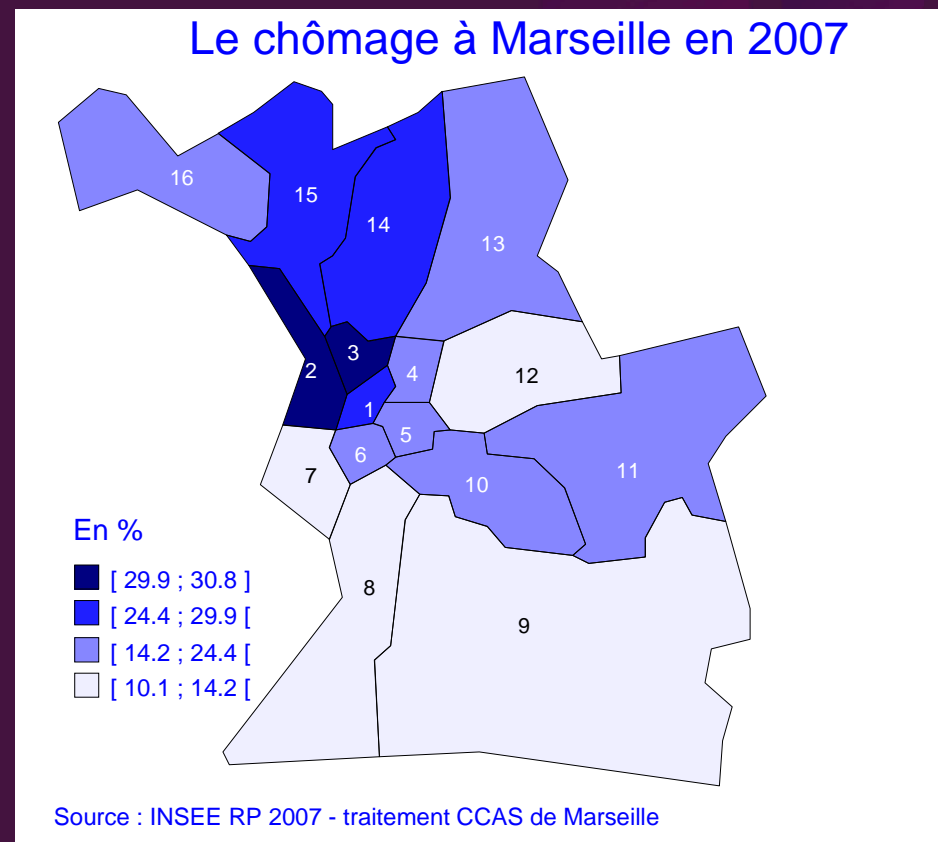 Le chômage à Marseille en 2007
16
15
14
13
3
2
4
12
1
5
6
7
10
11
8
9
En %
[ 29.9 ; 30.8 ]
[ 24.4 ; 29.9 [
[ 14.2 ; 24.4 [
[ 10.1 ; 14.2 [
Source : INSEE RP 2007 - traitement CCAS de Marseille